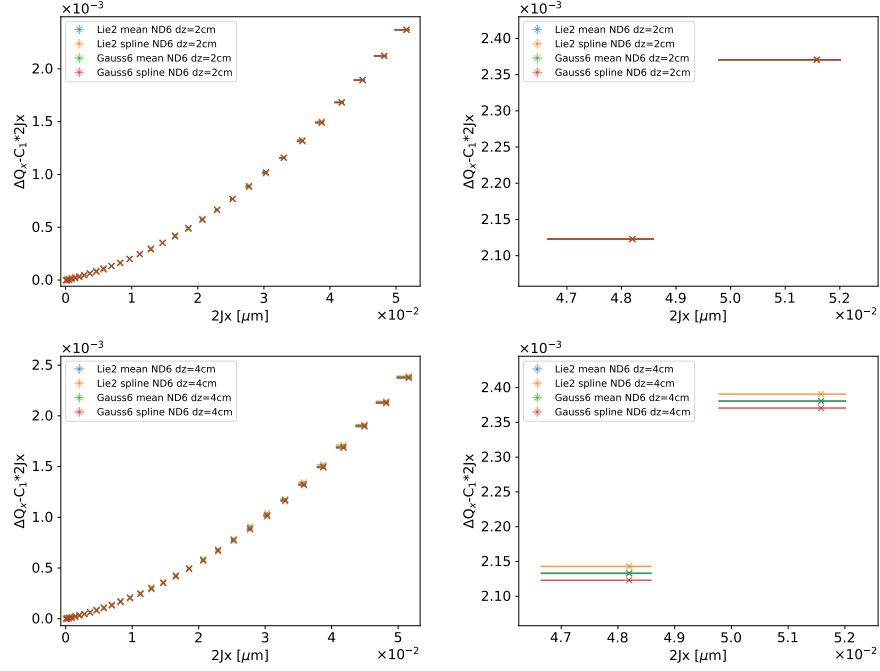 ×10⁻³
Lie2 mean ND6 dz=2cm
Lie2 spline ND6 dz=2cm
Gauss6 mean ND6 dz=2cm
Gauss6 spline ND6 dz=2cm
2.0
1.5
1.0
0.5
0.0
ΔQₓ-C₁*2Jx
0 1 2 3 4 5
2Jx [μm]
×10⁻²
×10⁻³
Lie2 mean ND6 dz=2cm
Lie2 spline ND6 dz=2cm
Gauss6 mean ND6 dz=2cm
Gauss6 spline ND6 dz=2cm
2.40
2.35
2.30
2.25
2.20
2.15
2.10
ΔQₓ-C₁*2Jx
4.7 4.8 4.9 5.0 5.1 5.2
2Jx [μm]
×10⁻²
×10⁻³
Lie2 mean ND6 dz=4cm
Lie2 spline ND6 dz=4cm
Gauss6 mean ND6 dz=4cm
Gauss6 spline ND6 dz=4cm
2.5
2.0
1.5
1.0
0.5
0.0
ΔQₓ-C₁*2Jx
0 1 2 3 4 5
2Jx [μm]
×10⁻²
×10⁻³
Lie2 mean ND6 dz=4cm
Lie2 spline ND6 dz=4cm
Gauss6 mean ND6 dz=4cm
Gauss6 spline ND6 dz=4cm
2.40
2.35
2.30
2.25
2.20
2.15
2.10
ΔQₓ-C₁*2Jx
4.7 4.8 4.9 5.0 5.1 5.2
2Jx [μm]
×10⁻²